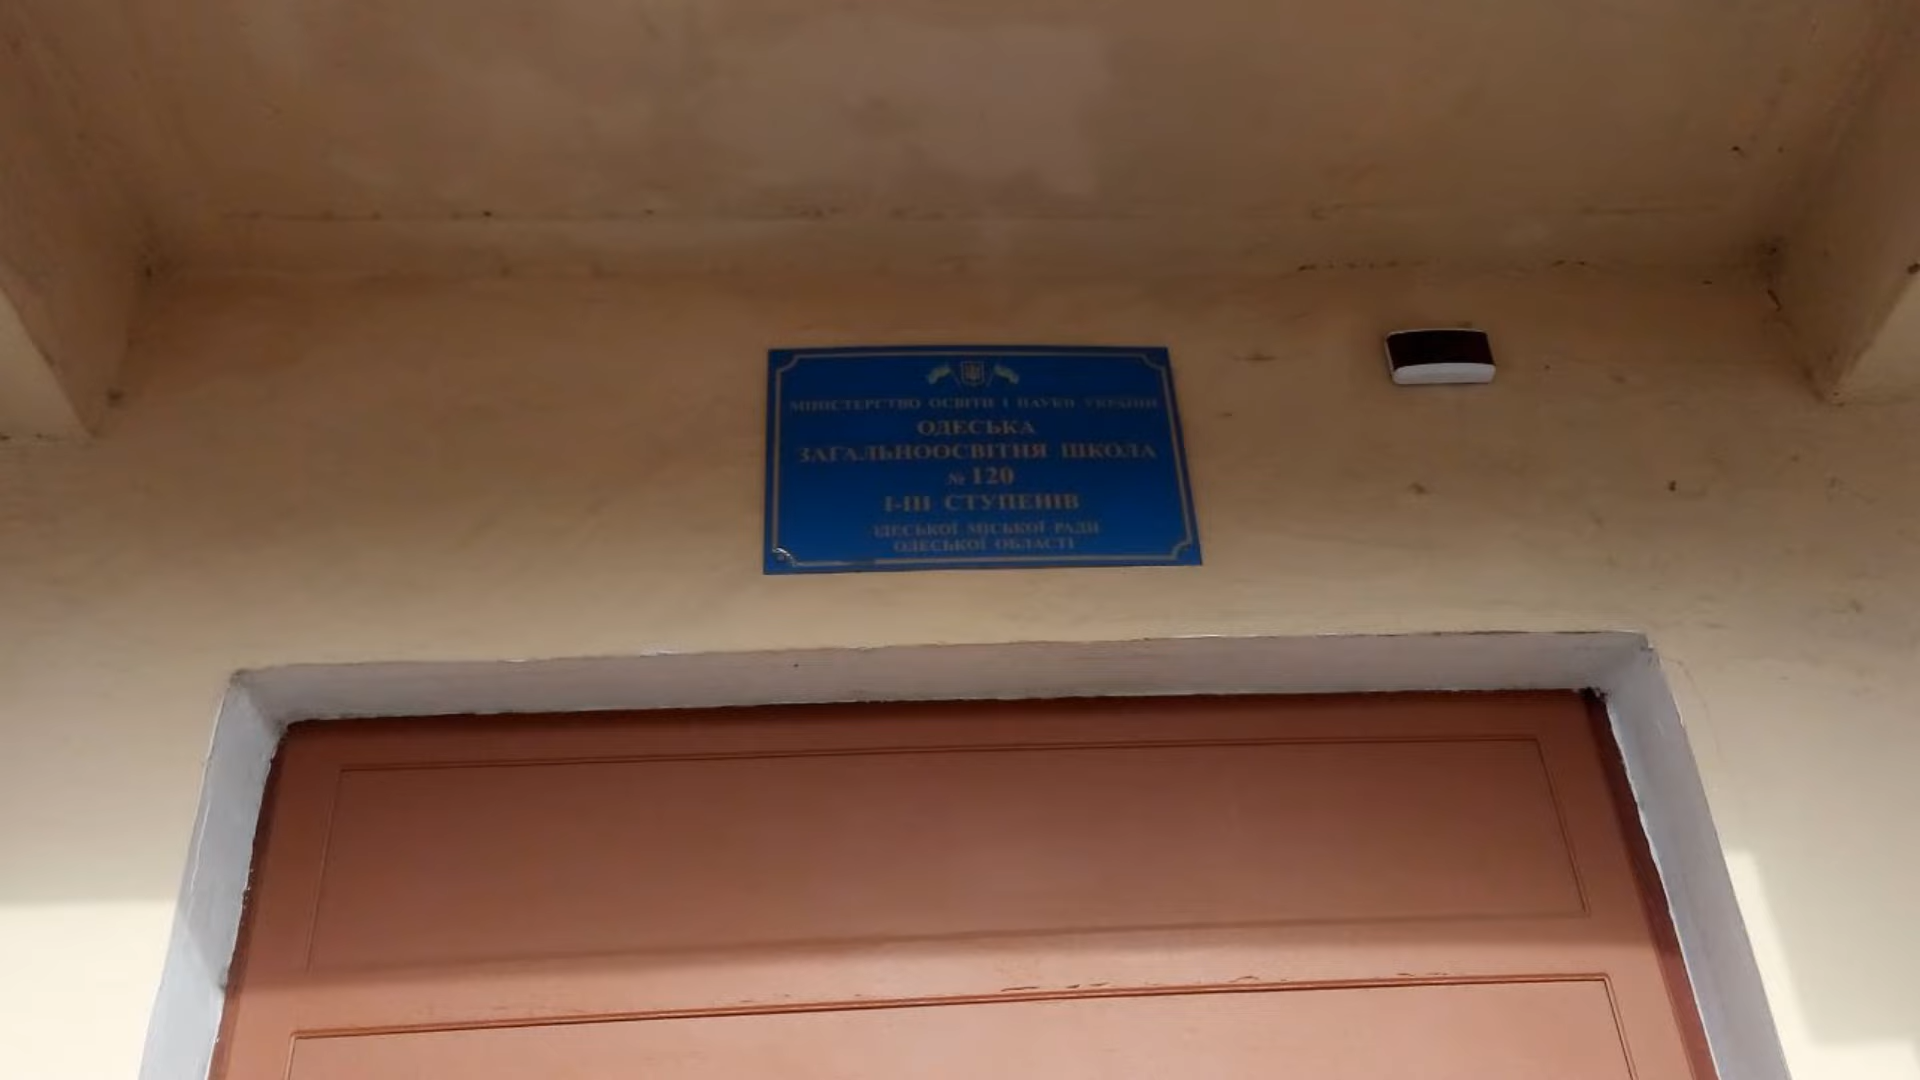 МІНІСТЕРСТВО ОСВІТИ І НАУКИ УКРАЇНИ
ОДЕСЬКА
ЗАГАЛЬНООСВІТНЯ ШКОЛА
№ 120
І-ІІІ СТУПЕНІВ
ОДЕСЬКОЇ МІСЬКОЇ РАДИ
ОДЕСЬКОЇ ОБЛАСТІ